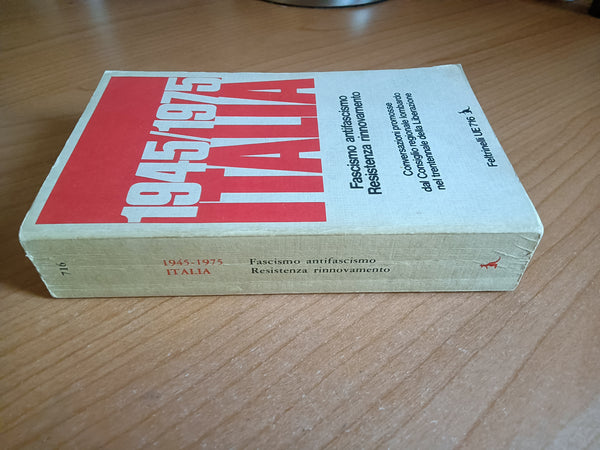 1945/1975
ITALIA
Fascismo antifascismo
Resistenza rinnovamento
Conversazioni promosse
dal Consiglio regionale lombardo
nel trentennale della Liberazione
Feltrinelli UE 716
716
1945-1975
ITALIA
Fascismo antifascismo
Resistenza rinnovamento